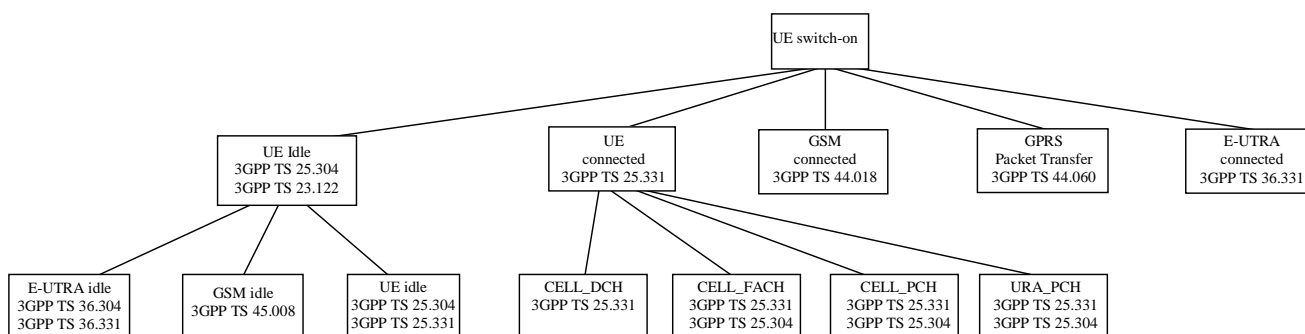 UE switch-on
UE Idle
3GPP TS 25.304
3GPP TS 23.122
UE
connected
3GPP TS 25.331
GSM
connected
3GPP TS 44.018
GPRS
Packet Transfer
3GPP TS 44.060
E-UTRA
connected
3GPP TS 36.331
E-UTRA idle
3GPP TS 36.304
3GPP TS 36.331
GSM idle
3GPP TS 45.008
UE idle
3GPP TS 25.304
3GPP TS 25.331
CELL_DCH
3GPP TS 25.331
CELL_FACH
3GPP TS 25.331
3GPP TS 25.304
CELL_PCH
3GPP TS 25.331
3GPP TS 25.304
URA_PCH
3GPP TS 25.331
3GPP TS 25.304